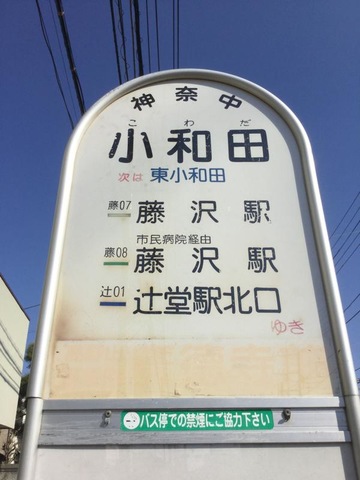 神奈中
こわだ
小和田
次は 東小和田
藤07 藤沢駅
市民病院経由
藤08 藤沢駅
辻01 辻堂駅北口
ゆき
バス停での禁煙にご協力下さい